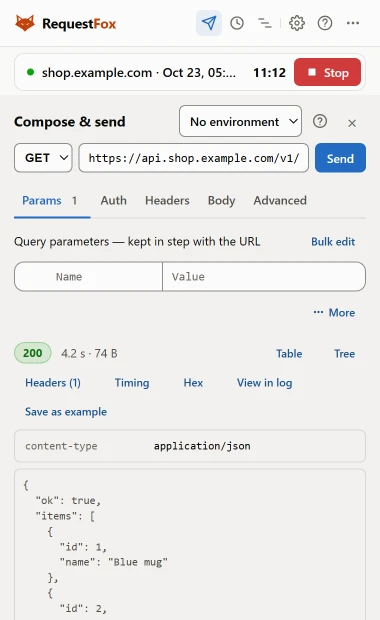 RequestFox
shop.example.com · Oct 23, 05:... 11:12 Stop
Compose & send No environment
GET https://api.shop.example.com/v1/ Send
Params 1 Auth Headers Body Advanced
Query parameters — kept in step with the URL Bulk edit
Name Value
··· More
200 4.2 s · 74 B Table Tree
Headers (1) Timing Hex View in log
Save as example
content-type application/json
{
"ok": true,
"items": [
{
"id": 1,
"name": "Blue mug"
},
{
"id": 2,